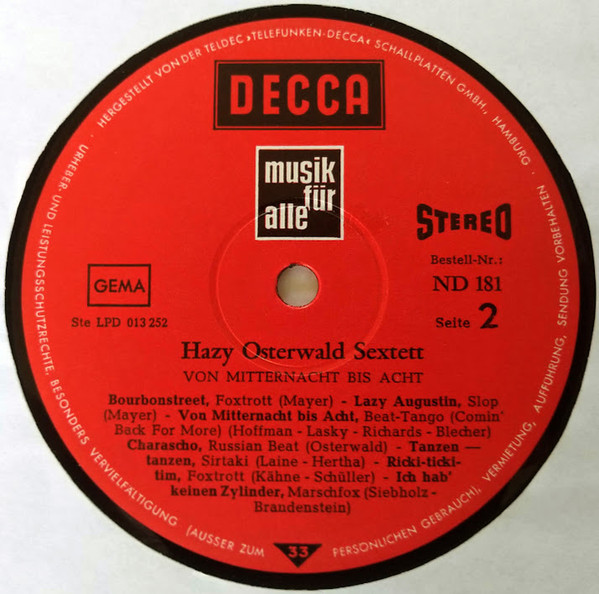 HERGESTELLT VON DER TELDEC »TELEFUNKEN-DECCA« SCHALLPLATTEN GMBH., HAMBURG
URHEBER- UND LEISTUNGSSCHUTZRECHTE, BESONDERS VERVIELFÄLTIGUNG (AUSSER ZUM PERSÖNLICHEN GEBRAUCH), VERMIETUNG, AUFFÜHRUNG, SENDUNG VORBEHALTEN
DECCA
musik
für
alle
STEREO
Bestell-Nr.:
GEMA
ND 181
Ste LPD 013 252
Seite 2
Hazy Osterwald Sextett
VON MITTERNACHT BIS ACHT
Bourbonstreet, Foxtrott (Mayer) - Lazy Augustin, Slop
(Mayer) - Von Mitternacht bis Acht, Beat-Tango (Comin'
Back For More) (Hoffman - Lasky - Richards - Blecher)
Charascho, Russian Beat (Osterwald) - Tanzen —
tanzen, Sirtaki (Laine - Hertha) - Ricki-ticki-
tim, Foxtrott (Kähne - Schüller) - Ich hab'
keinen Zylinder, Marschfox (Siebholz -
Brandenstein)
33